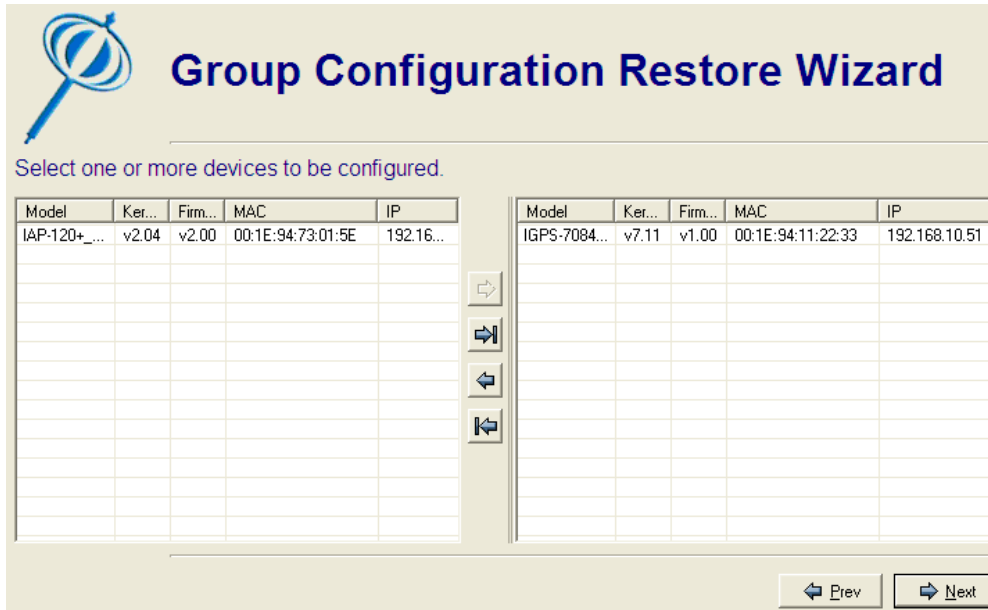 Group Configuration Restore Wizard
Select one or more devices to be configured.
Model Ker... Firm... MAC IP
IAP-120+_... v2.04 v2.00 00:1E:94:73:01:5E 192.16...
Model Ker... Firm... MAC IP
IGPS-7084... v7.11 v1.00 00:1E:94:11:22:33 192.168.10.51
Prev Next